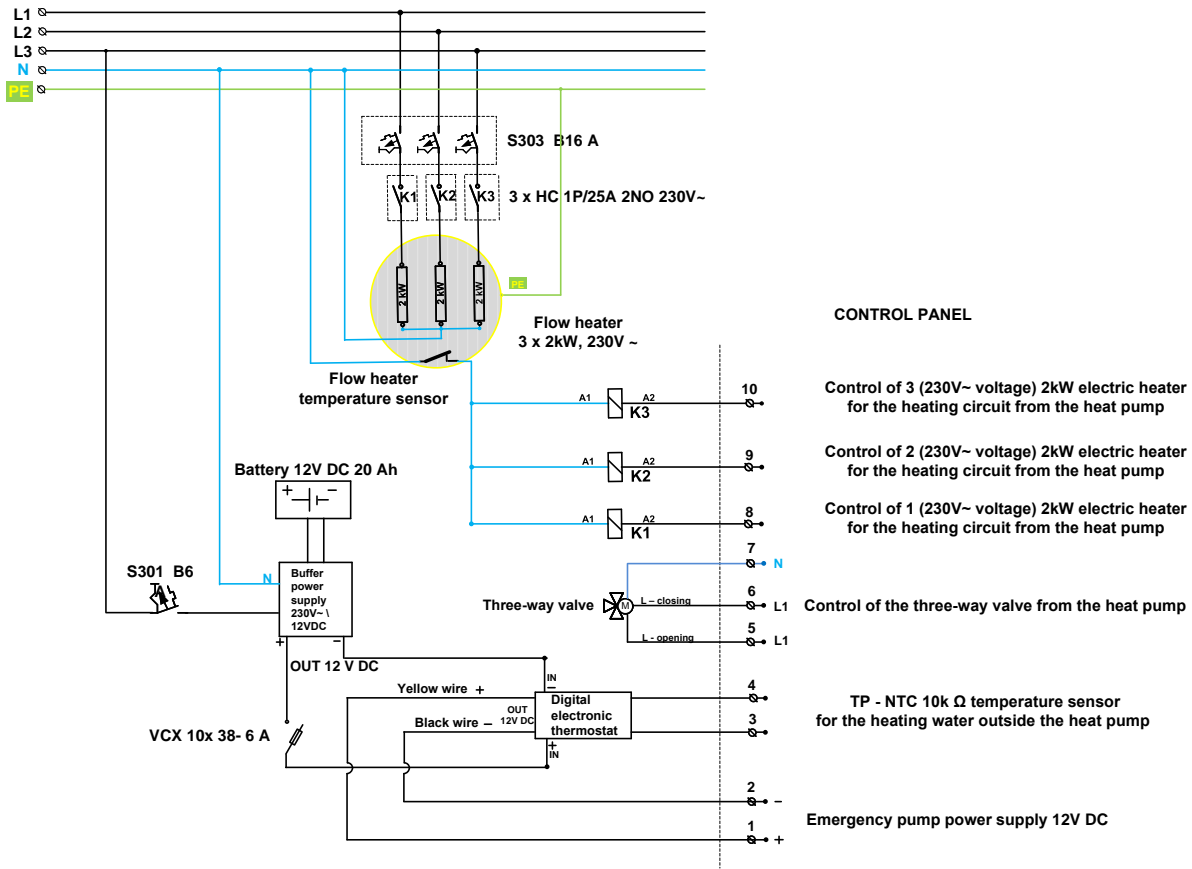 L1
L2
L3
N
PE
S303 B16 A
K1
K2
K3
3 x HC 1P/25A 2NO 230V~
2 kW
2 kW
2 kW
PE
Flow heater
3 x 2kW, 230V ~
CONTROL PANEL
Flow heater
temperature sensor
A1
A2
K3
10
Control of 3 (230V~ voltage) 2kW electric heater
for the heating circuit from the heat pump
A1
A2
K2
9
Control of 2 (230V~ voltage) 2kW electric heater
for the heating circuit from the heat pump
Battery 12V DC 20 Ah
+ −
A1
A2
K1
8
Control of 1 (230V~ voltage) 2kW electric heater
for the heating circuit from the heat pump
7
N
S301 B6
N
Buffer
power
supply
230V~ \
12VDC
+ −
OUT 12 V DC
Three-way valve
M
L – closing
6
L1
Control of the three-way valve from the heat pump
L - opening
5
L1
IN
−
Yellow wire +
OUT
12V DC
Black wire −
Digital
electronic
thermostat
+
IN
4
TP - NTC 10k Ω temperature sensor
for the heating water outside the heat pump
3
VCX 10x 38- 6 A
2
−
Emergency pump power supply 12V DC
1
+